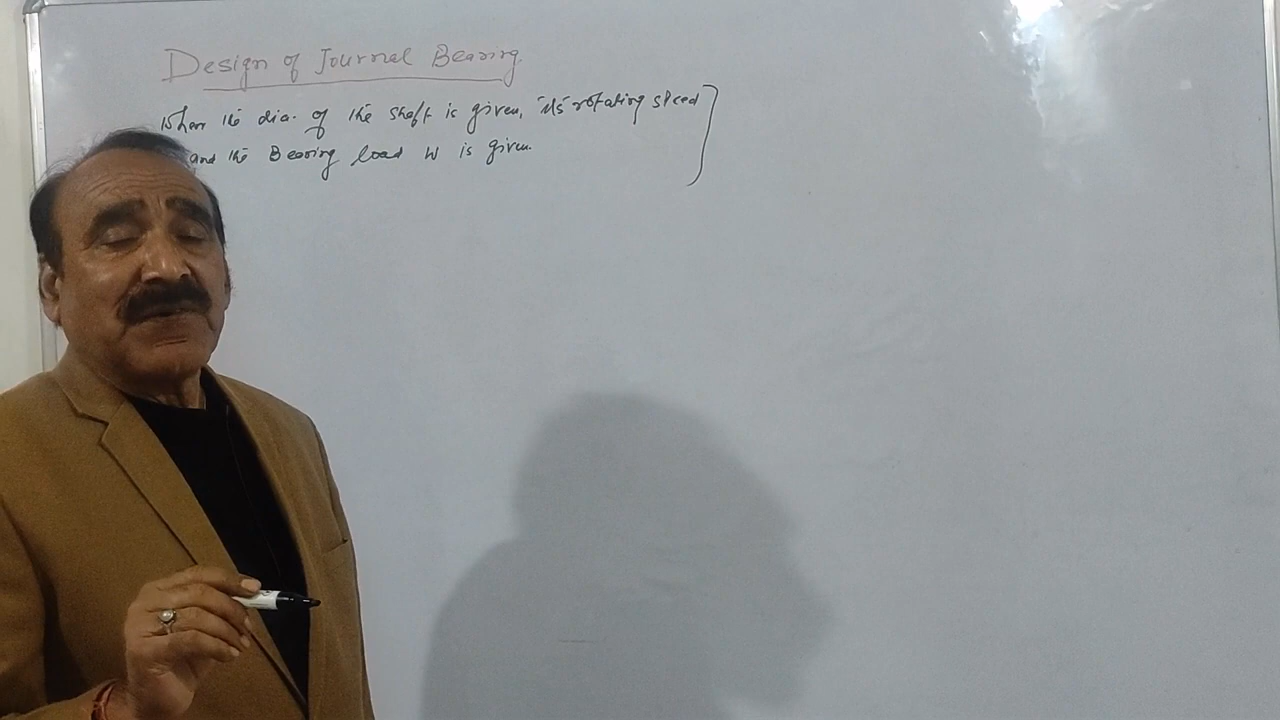 Design of Journal Bearing.
When the dia. of the shaft is given, its rotating speed
and the Bearing load W is given.